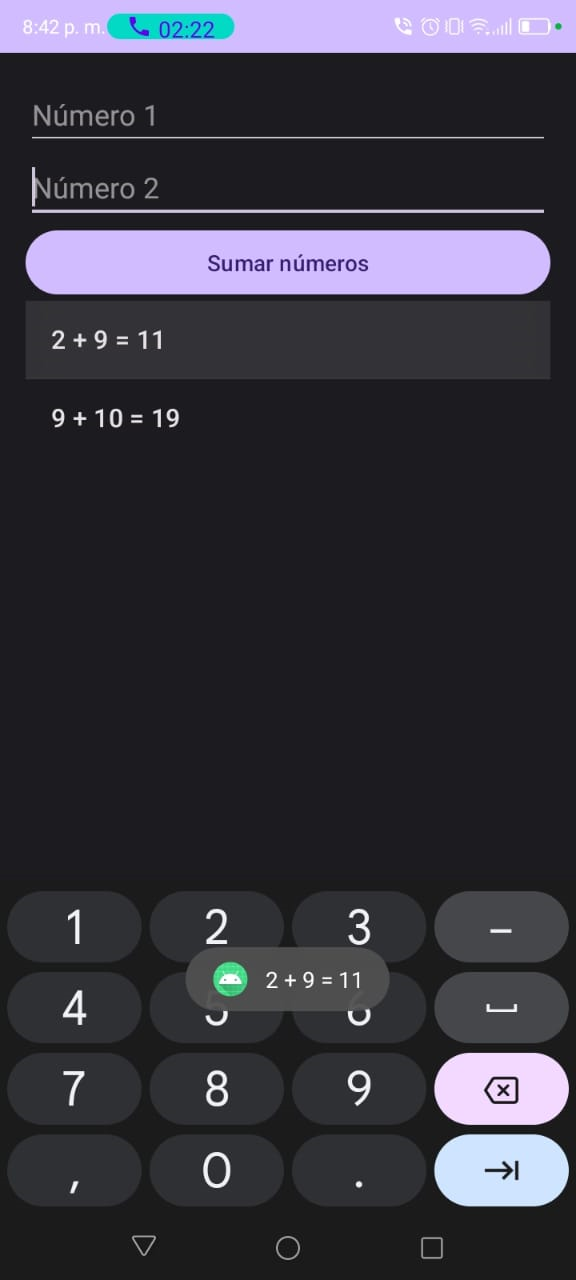 8:42 p. m. 02:22
Número 1
Número 2
Sumar números
2 + 9 = 11
9 + 10 = 19
1 2 3 –
2 + 9 = 11
4 5 6
7 8 9
, 0 .